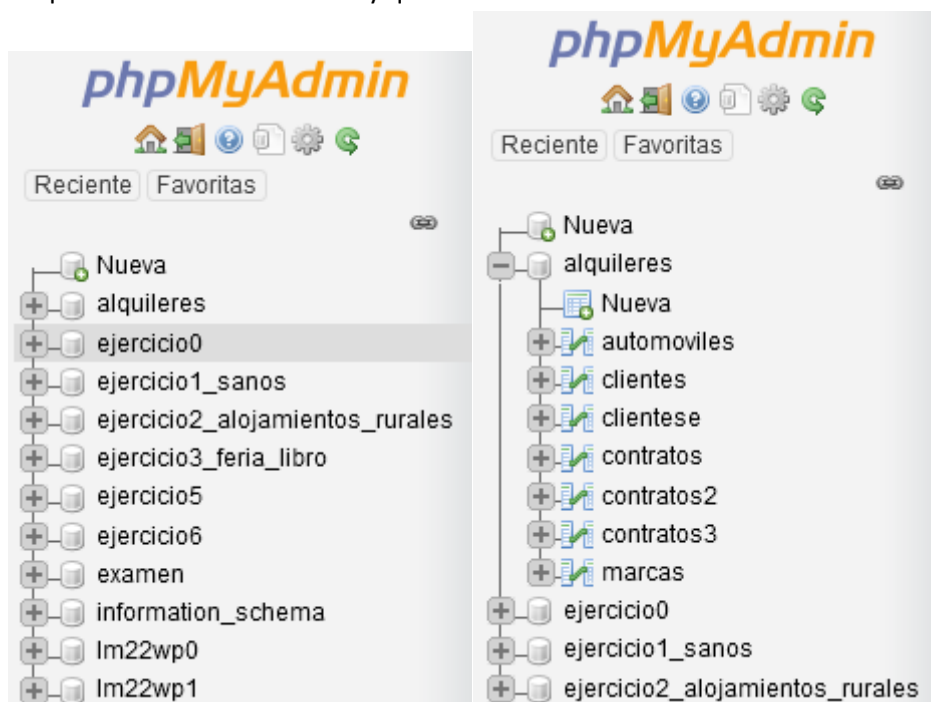 phpMyAdmin
Reciente Favoritas
Nueva
alquileres
ejercicio0
ejercicio1_sanos
ejercicio2_alojamientos_rurales
ejercicio3_feria_libro
ejercicio5
ejercicio6
examen
information_schema
lm22wp0
lm22wp1
phpMyAdmin
Reciente Favoritas
Nueva
alquileres
Nueva
automoviles
clientes
clientese
contratos
contratos2
contratos3
marcas
ejercicio0
ejercicio1_sanos
ejercicio2_alojamientos_rurales